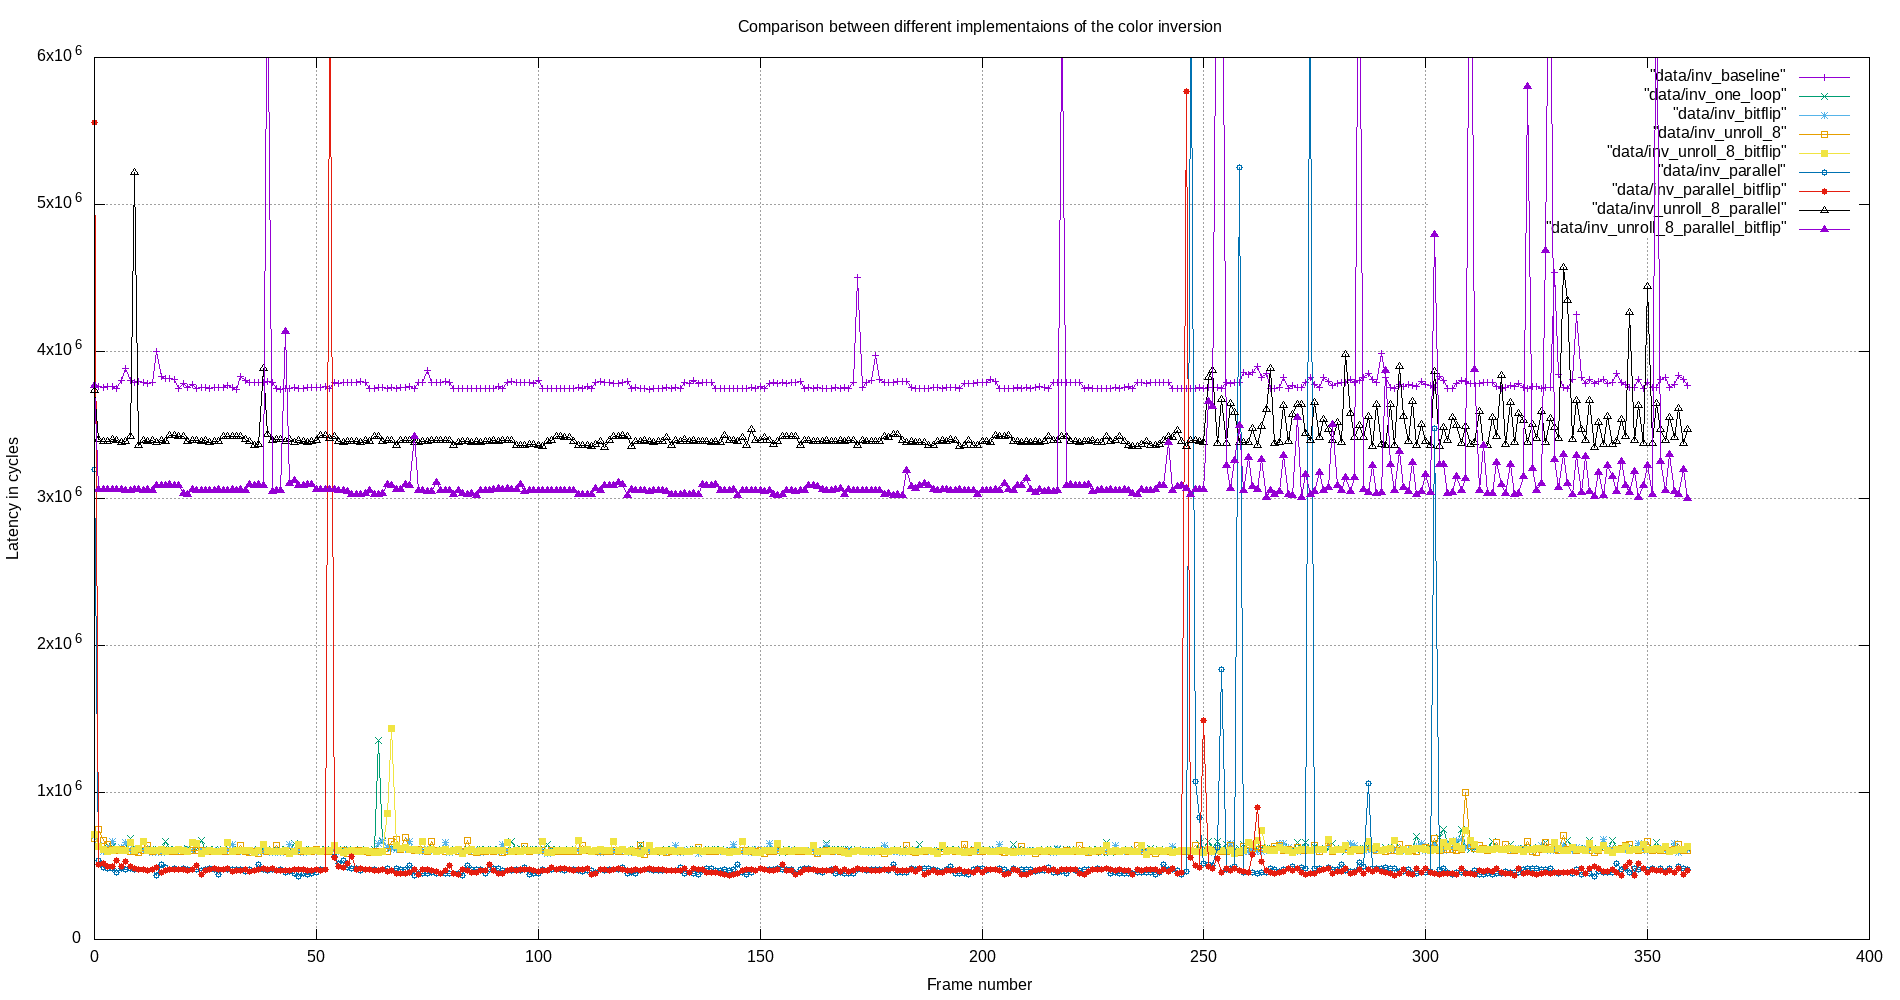 Comparison between different implementaions of the color inversion
6x10^6
5x10^6
4x10^6
3x10^6
2x10^6
1x10^6
0
Latency in cycles
"data/inv_baseline"
"data/inv_one_loop"
"data/inv_bitflip"
"data/inv_unroll_8"
"data/inv_unroll_8_bitflip"
"data/inv_parallel"
"data/inv_parallel_bitflip"
"data/inv_unroll_8_parallel"
"data/inv_unroll_8_parallel_bitflip"
0 50 100 150 200 250 300 350 400
Frame number